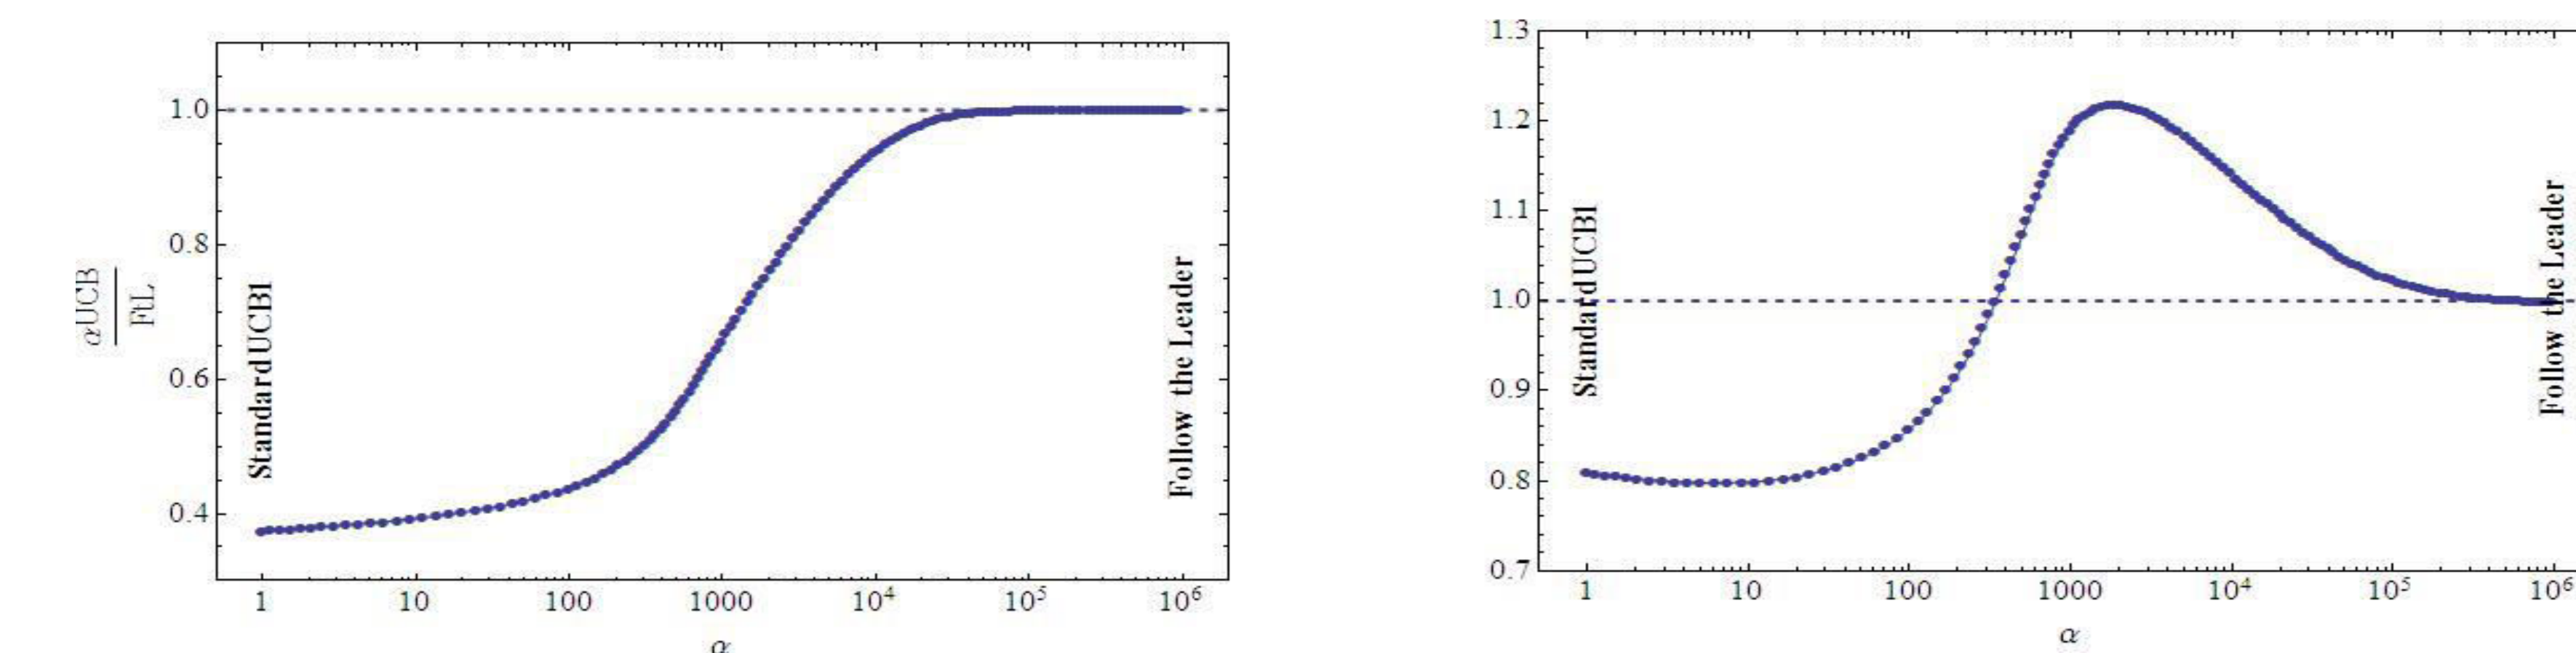 1.0
0.8
0.6
0.4
αUCB
FtL
Standard UCB1
Follow the Leader
1 10 100 1000 10⁴ 10⁵ 10⁶
α
1.3
1.2
1.1
1.0
0.9
0.8
0.7
Standard UCB1
Follow the Leader
1 10 100 1000 10⁴ 10⁵ 10⁶
α